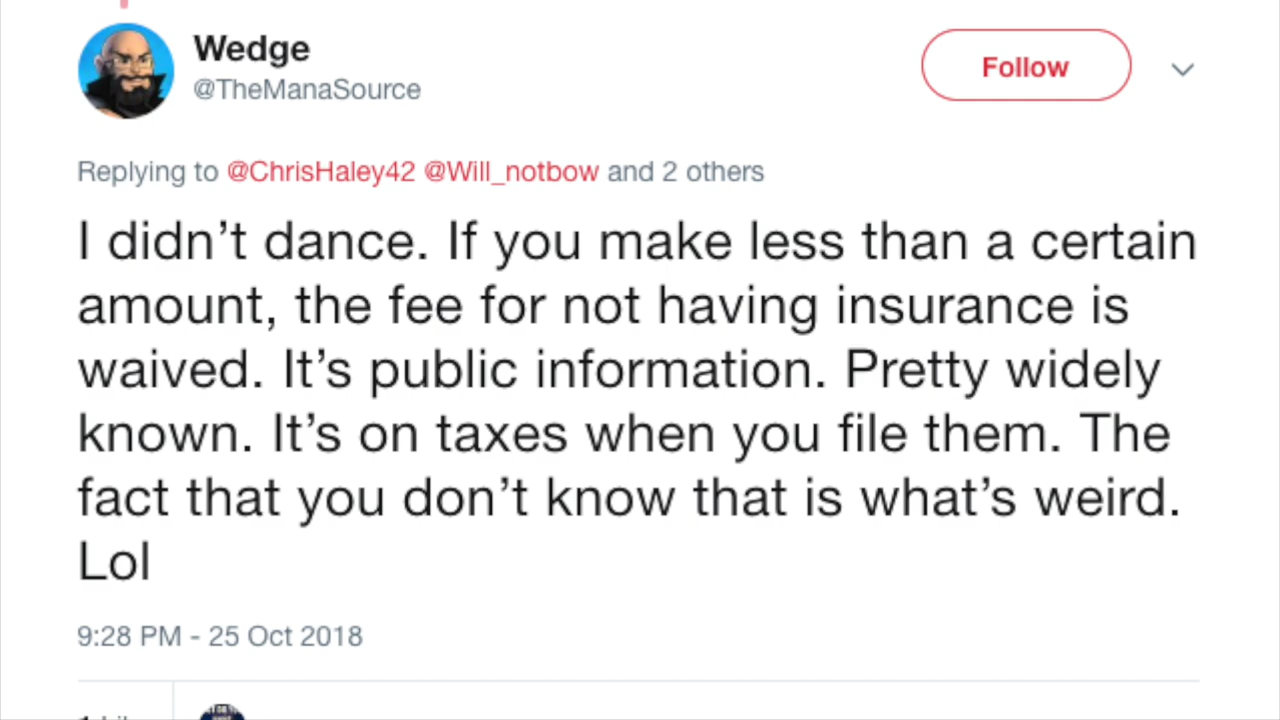 Wedge
@TheManaSource
Follow
Replying to @ChrisHaley42 @Will_notbow and 2 others
I didn’t dance. If you make less than a certain
amount, the fee for not having insurance is
waived. It’s public information. Pretty widely
known. It’s on taxes when you file them. The
fact that you don’t know that is what’s weird.
Lol
9:28 PM - 25 Oct 2018